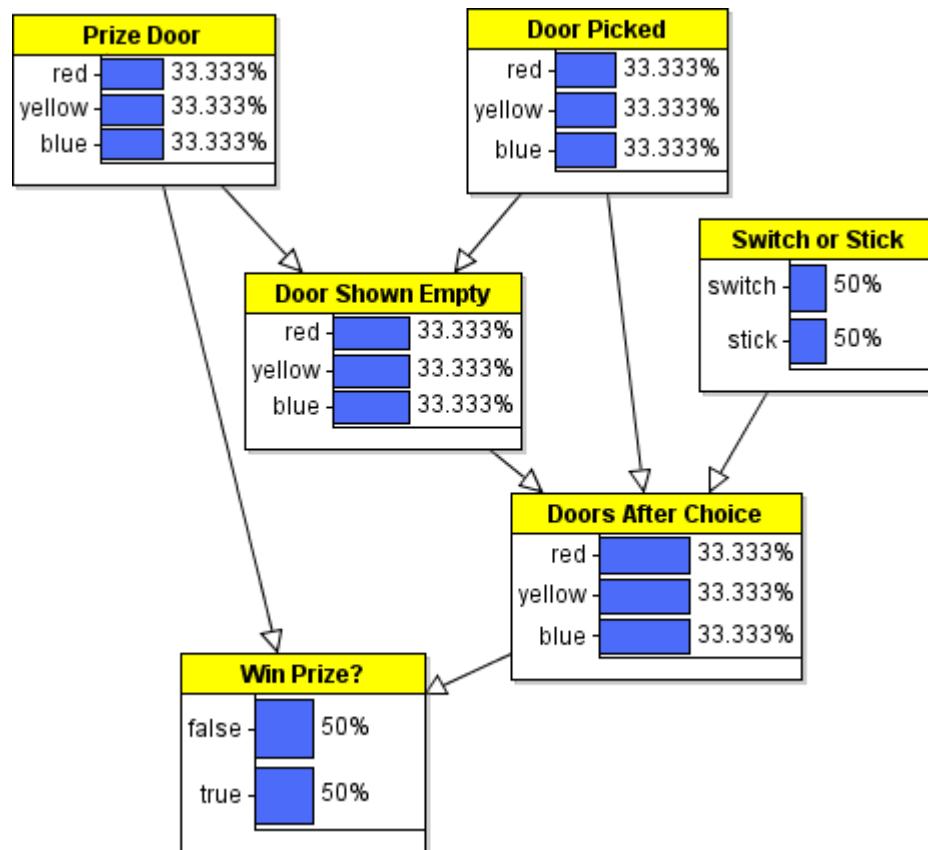 Prize Door
red 33.333%
yellow 33.333%
blue 33.333%
Door Picked
red 33.333%
yellow 33.333%
blue 33.333%
Switch or Stick
switch 50%
stick 50%
Door Shown Empty
red 33.333%
yellow 33.333%
blue 33.333%
Doors After Choice
red 33.333%
yellow 33.333%
blue 33.333%
Win Prize?
false 50%
true 50%